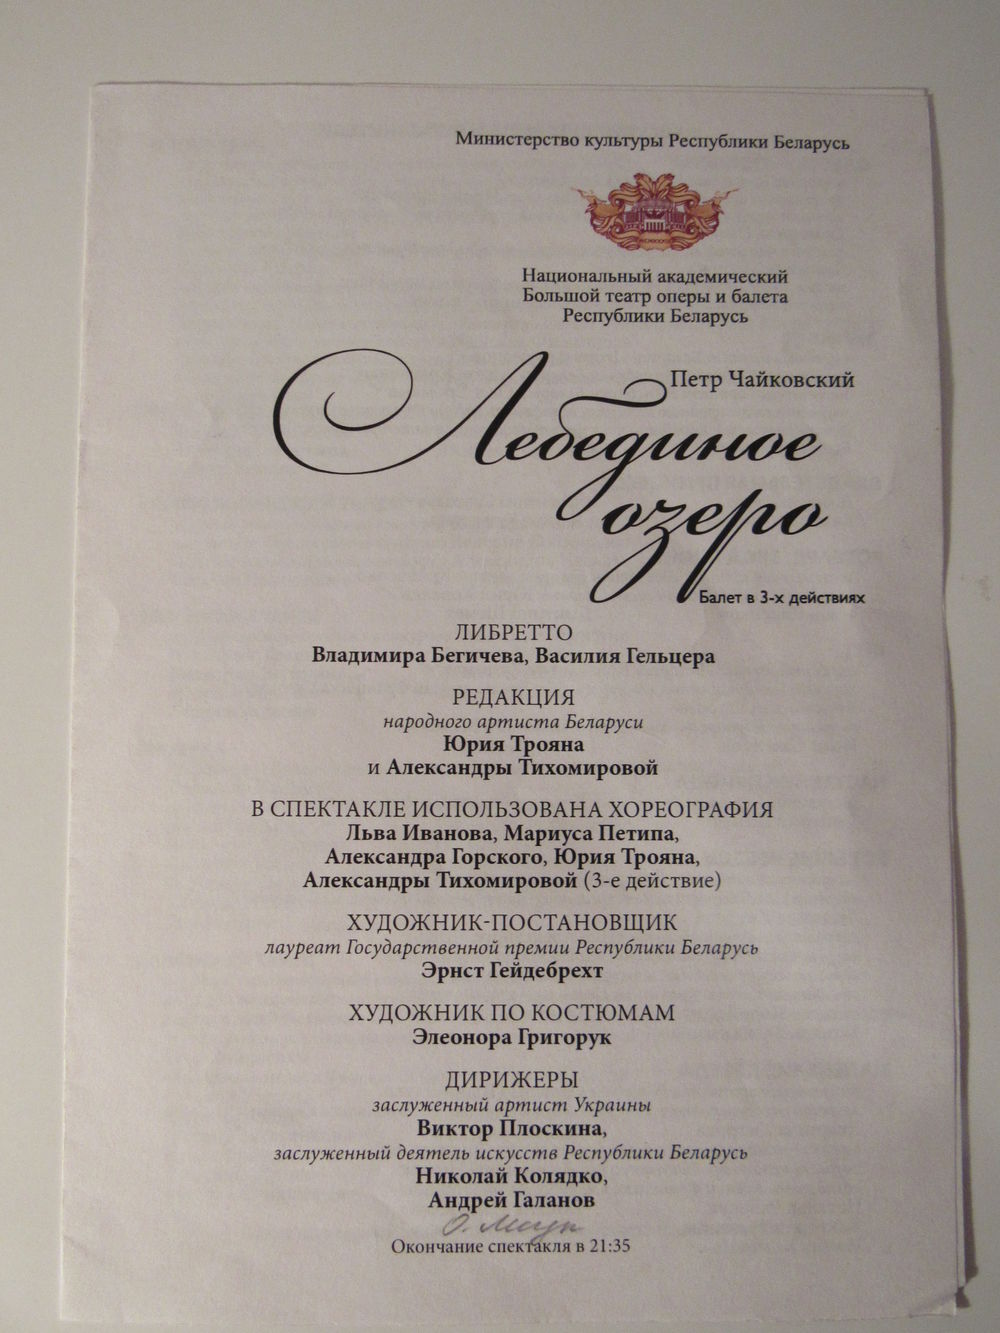 Министерство культуры Республики Беларусь
Национальный академический
Большой театр оперы и балета
Республики Беларусь
Петр Чайковский
Лебединое
озеро
Балет в 3-х действиях
ЛИБРЕТТО
Владимира Бегичева, Василия Гельцера
РЕДАКЦИЯ
народного артиста Беларуси
Юрия Трояна
и Александры Тихомировой
В СПЕКТАКЛЕ ИСПОЛЬЗОВАНА ХОРЕОГРАФИЯ
Льва Иванова, Мариуса Петипа,
Александра Горского, Юрия Трояна,
Александры Тихомировой (3-е действие)
ХУДОЖНИК-ПОСТАНОВЩИК
лауреат Государственной премии Республики Беларусь
Эрнст Гейдебрехт
ХУДОЖНИК ПО КОСТЮМАМ
Элеонора Григорук
ДИРИЖЕРЫ
заслуженный артист Украины
Виктор Плоскина,
заслуженный деятель искусств Республики Беларусь
Николай Колядко,
Андрей Галанов
Окончание спектакля в 21:35